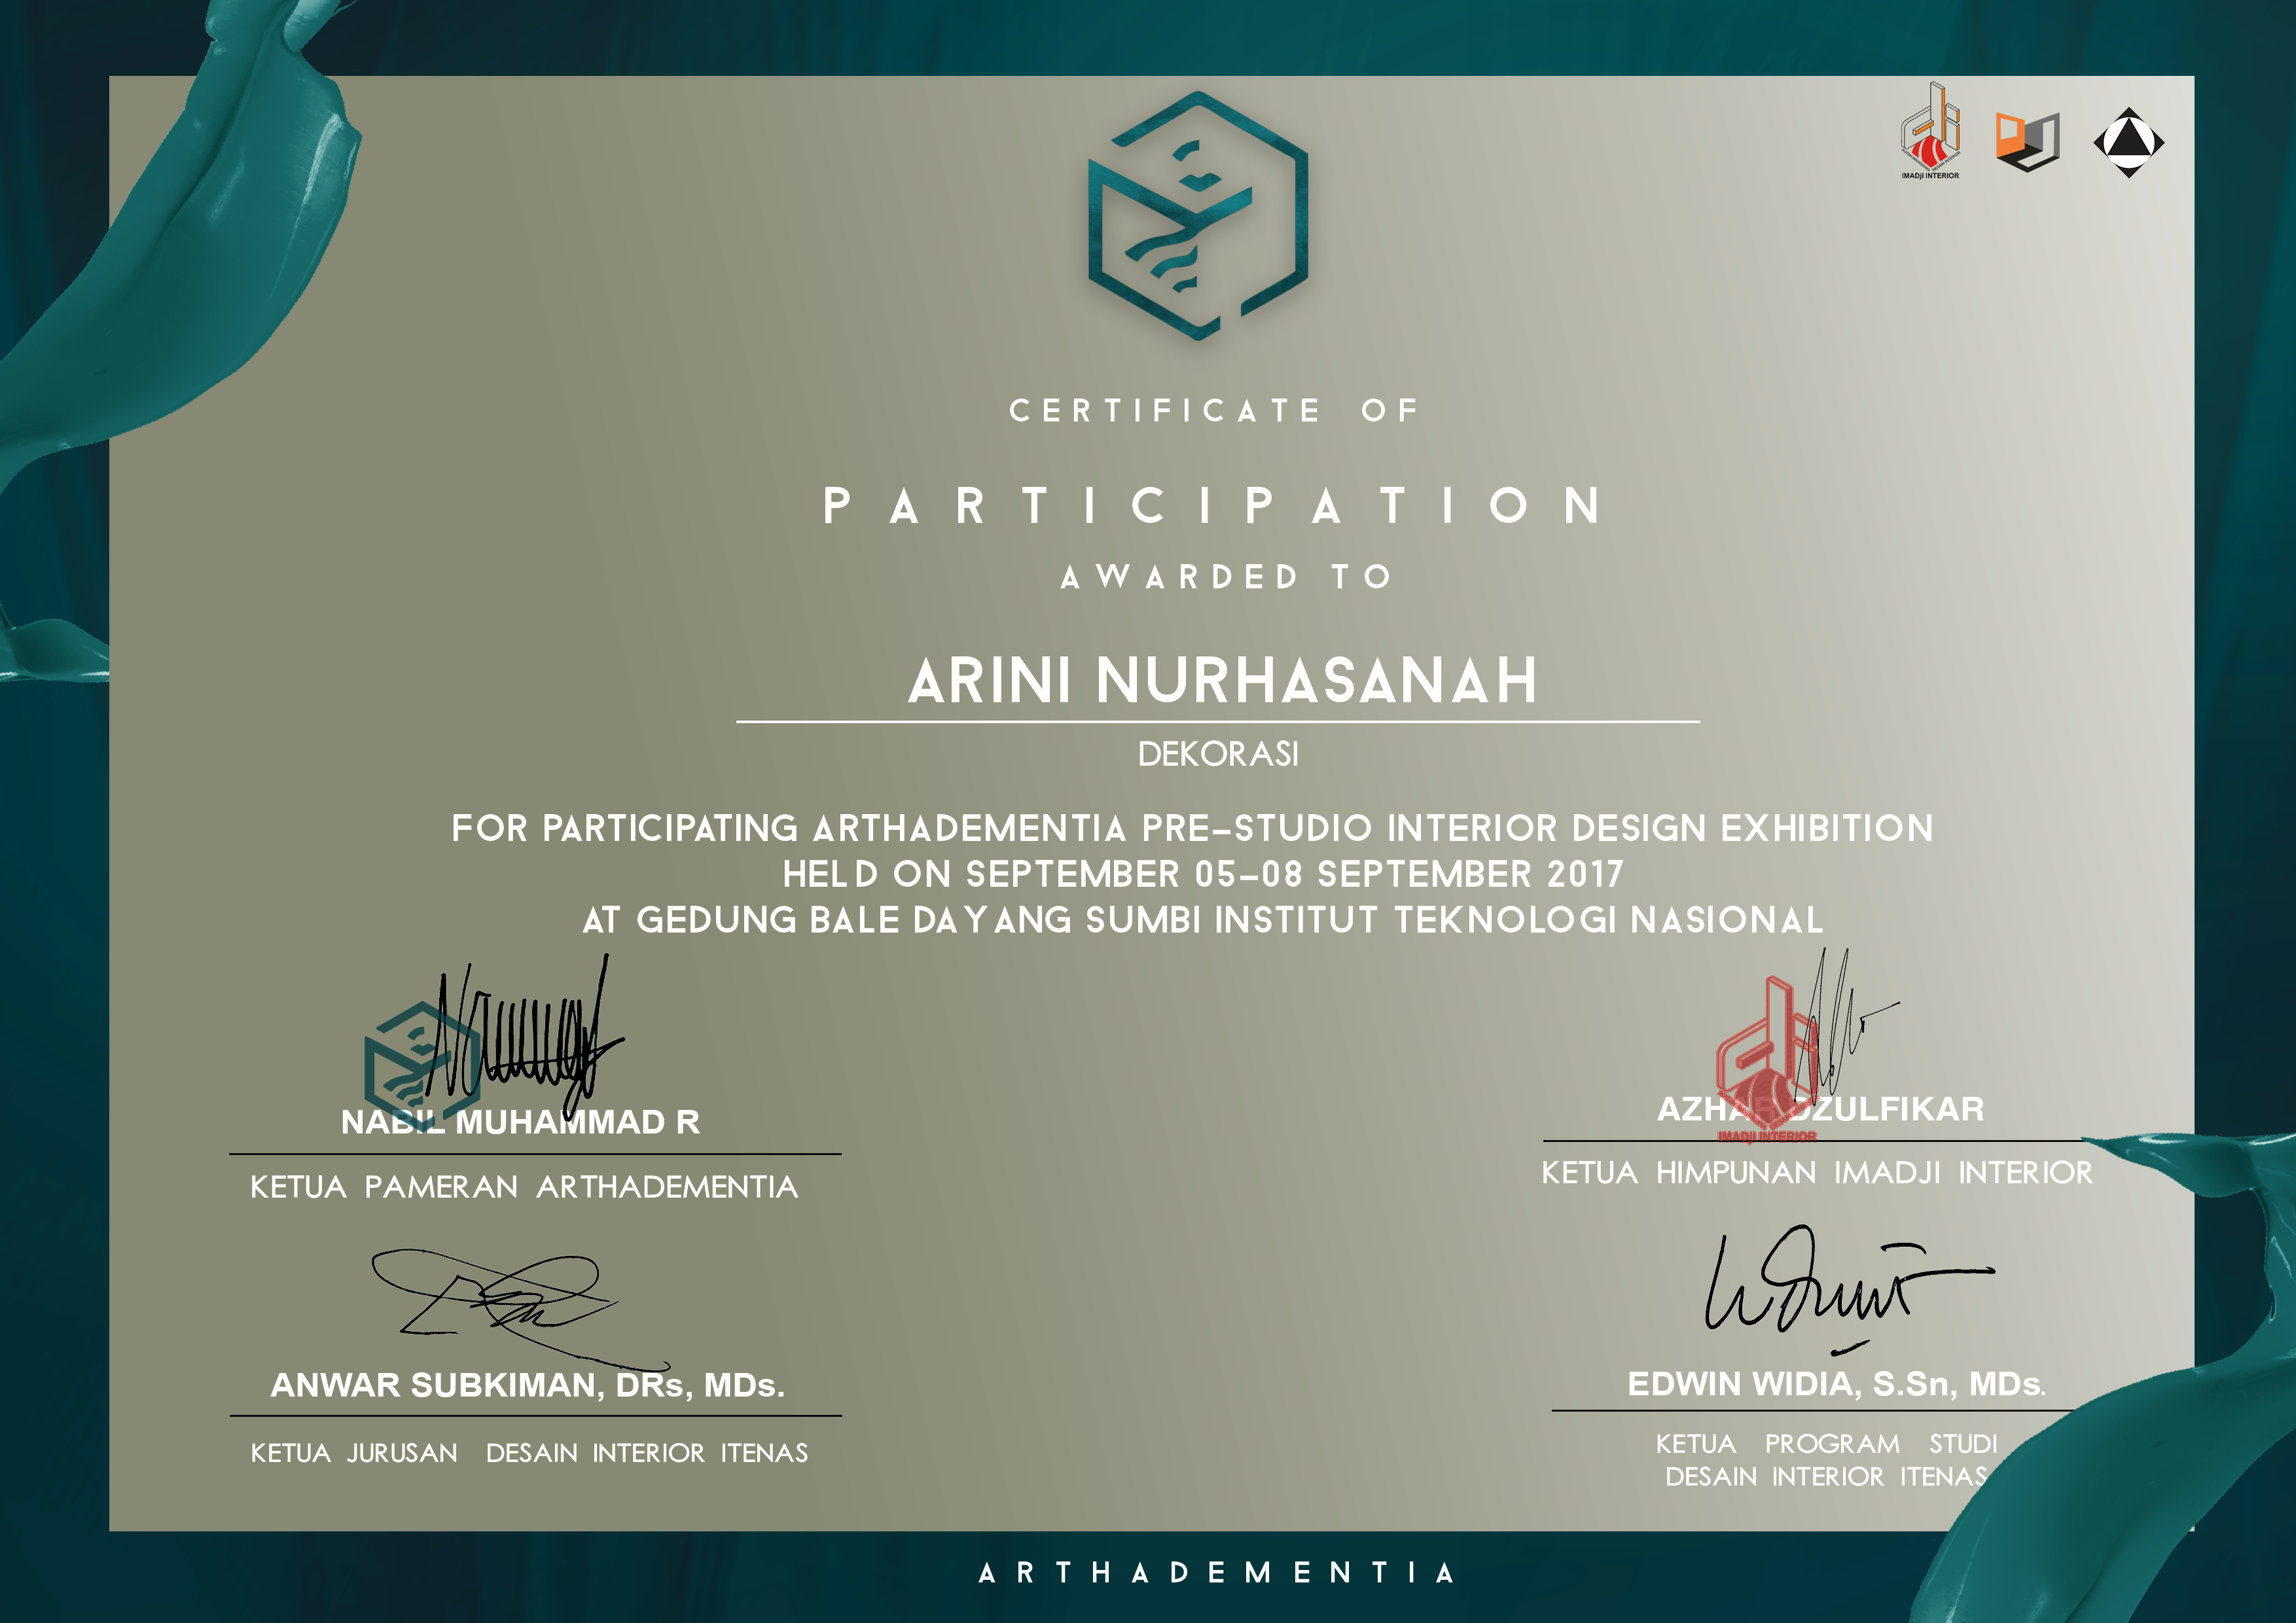 IMADJI INTERIOR
CERTIFICATE OF
PARTICIPATION
AWARDED TO
ARINI NURHASANAH
DEKORASI
FOR PARTICIPATING ARTHADEMENTIA PRE-STUDIO INTERIOR DESIGN EXHIBITION
HELD ON SEPTEMBER 05-08 SEPTEMBER 2017
AT GEDUNG BALE DAYANG SUMBI INSTITUT TEKNOLOGI NASIONAL
NABIL MUHAMMAD R
KETUA PAMERAN ARTHADEMENTIA
AZHAR DZULFIKAR
IMADJI INTERIOR
KETUA HIMPUNAN IMADJI INTERIOR
ANWAR SUBKIMAN, DRs, MDs.
KETUA JURUSAN DESAIN INTERIOR ITENAS
EDWIN WIDIA, S.Sn, MDs.
KETUA PROGRAM STUDI
DESAIN INTERIOR ITENAS
ARTHADEMENTIA